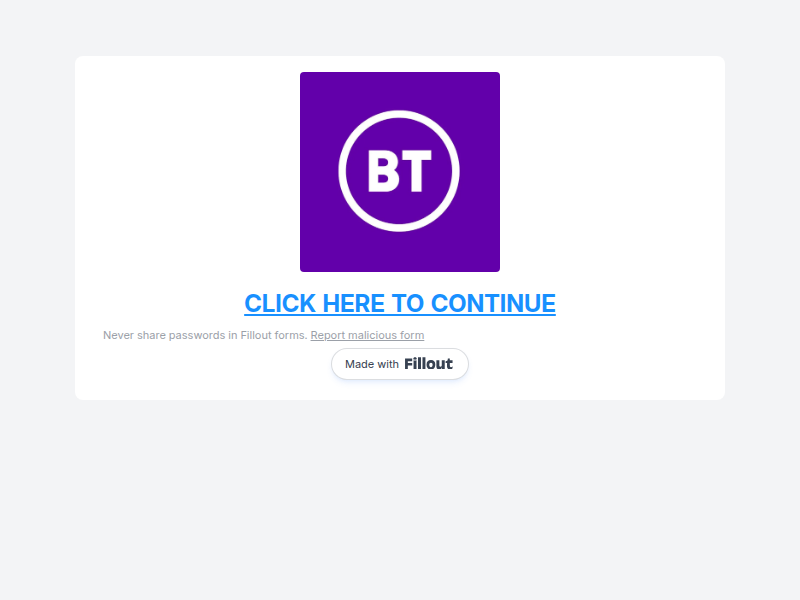 BT
CLICK HERE TO CONTINUE
Never share passwords in Fillout forms. Report malicious form
Made with Fillout